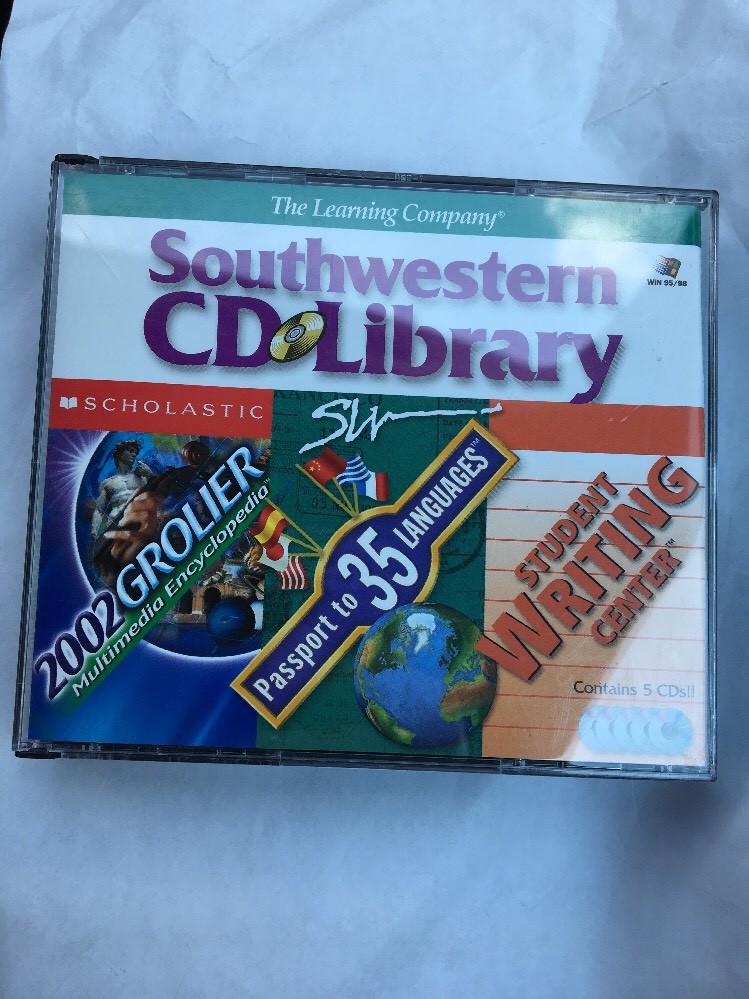 The Learning Company®
Southwestern
CD Library
WIN 95/98
SCHOLASTIC
SW
2002 GROLIER
Multimedia Encyclopedia™
Passport to 35 LANGUAGES™
STUDENT
WRITING
CENTER™
Contains 5 CDs!!